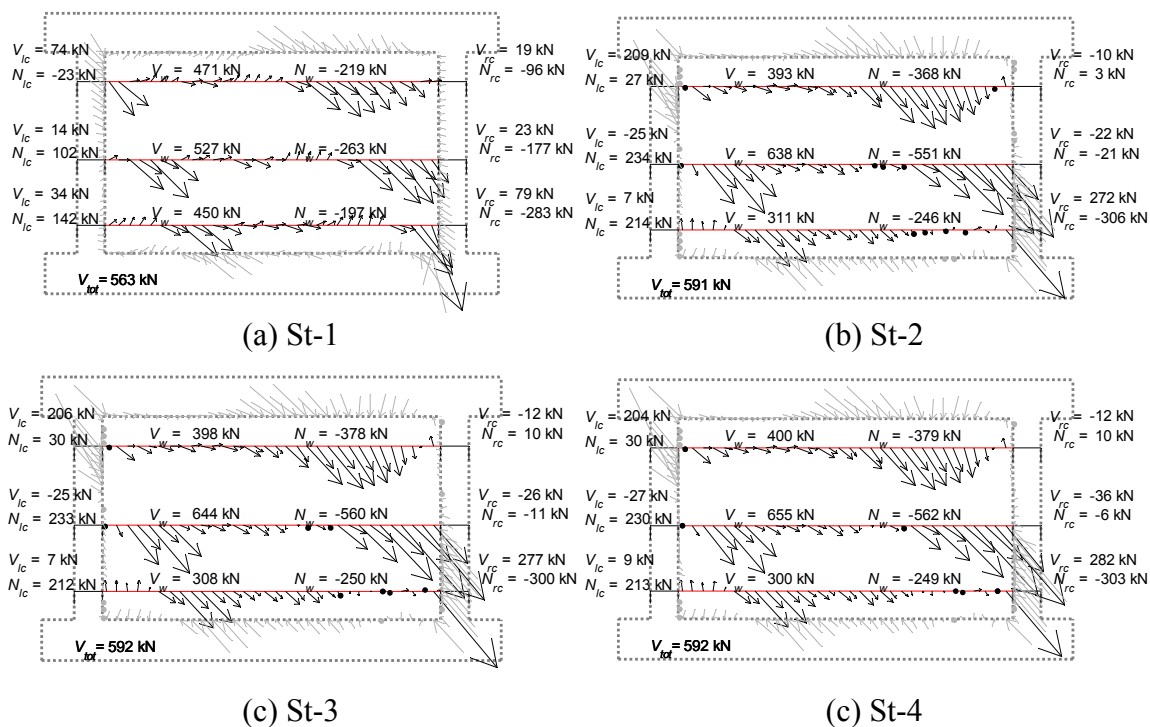 V_lc = 74 kN
N_lc = -23 kN
V_w = 471 kN N_w = -219 kN
V_rc = 19 kN
N_rc = -96 kN
V_lc = 14 kN
N_lc = 102 kN
V_w = 527 kN N_w = -263 kN
V_rc = 23 kN
N_rc = -177 kN
V_lc = 34 kN
N_lc = 142 kN
V_w = 450 kN N_w = -197 kN
V_rc = 79 kN
N_rc = -283 kN
V_tot = 563 kN
(a) St-1
V_lc = 209 kN
N_lc = 27 kN
V_w = 393 kN N_w = -368 kN
V_rc = -10 kN
N_rc = 3 kN
V_lc = -25 kN
N_lc = 234 kN
V_w = 638 kN N_w = -551 kN
V_rc = -22 kN
N_rc = -21 kN
V_lc = 7 kN
N_lc = 214 kN
V_w = 311 kN N_w = -246 kN
V_rc = 272 kN
N_rc = -306 kN
V_tot = 591 kN
(b) St-2
V_lc = 206 kN
N_lc = 30 kN
V_w = 398 kN N_w = -378 kN
V_rc = -12 kN
N_rc = 10 kN
V_lc = -25 kN
N_lc = 233 kN
V_w = 644 kN N_w = -560 kN
V_rc = -26 kN
N_rc = -11 kN
V_lc = 7 kN
N_lc = 212 kN
V_w = 308 kN N_w = -250 kN
V_rc = 277 kN
N_rc = -300 kN
V_tot = 592 kN
(c) St-3
V_lc = 204 kN
N_lc = 30 kN
V_w = 400 kN N_w = -379 kN
V_rc = -12 kN
N_rc = 10 kN
V_lc = -27 kN
N_lc = 230 kN
V_w = 655 kN N_w = -562 kN
V_rc = -36 kN
N_rc = -6 kN
V_lc = 9 kN
N_lc = 213 kN
V_w = 300 kN N_w = -249 kN
V_rc = 282 kN
N_rc = -303 kN
V_tot = 592 kN
(c) St-4